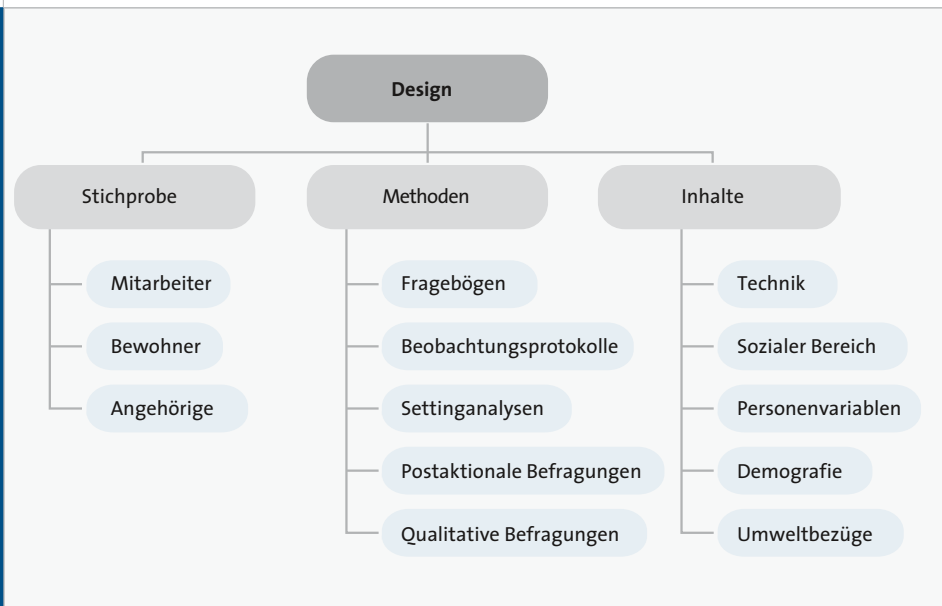 Design
Stichprobe
Mitarbeiter
Bewohner
Angehörige
Methoden
Fragebögen
Beobachtungsprotokolle
Settinganalysen
Postaktionale Befragungen
Qualitative Befragungen
Inhalte
Technik
Sozialer Bereich
Personenvariablen
Demografie
Umweltbezüge